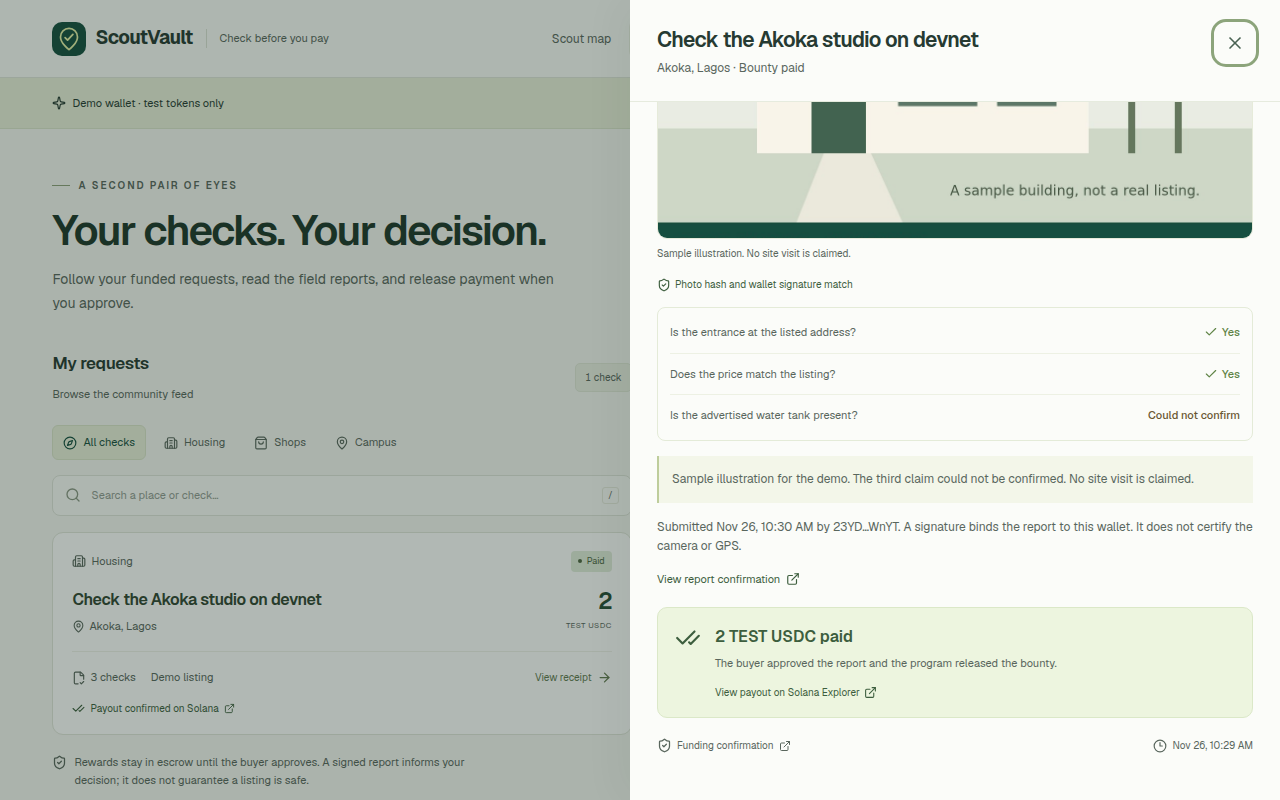 ScoutVault
Check before you pay
Scout map
Demo wallet · test tokens only
A SECOND PAIR OF EYES
Your checks. Your decision.
Follow your funded requests, read the field reports, and release payment when
you approve.
My requests
Browse the community feed
1 check
All checks
Housing
Shops
Campus
Search a place or check...
/
Housing
Paid
Check the Akoka studio on devnet
2
Akoka, Lagos
TEST USDC
3 checks
Demo listing
View receipt
Payout confirmed on Solana
Rewards stay in escrow until the buyer approves. A signed report informs your
decision; it does not guarantee a listing is safe.
Check the Akoka studio on devnet
Akoka, Lagos · Bounty paid
A sample building, not a real listing.
Sample illustration. No site visit is claimed.
Photo hash and wallet signature match
Is the entrance at the listed address?
Yes
Does the price match the listing?
Yes
Is the advertised water tank present?
Could not confirm
Sample illustration for the demo. The third claim could not be confirmed. No site visit is claimed.
Submitted Nov 26, 10:30 AM by 23YD...WnYT. A signature binds the report to this wallet. It does not certify the
camera or GPS.
View report confirmation
2 TEST USDC paid
The buyer approved the report and the program released the bounty.
View payout on Solana Explorer
Funding confirmation
Nov 26, 10:29 AM